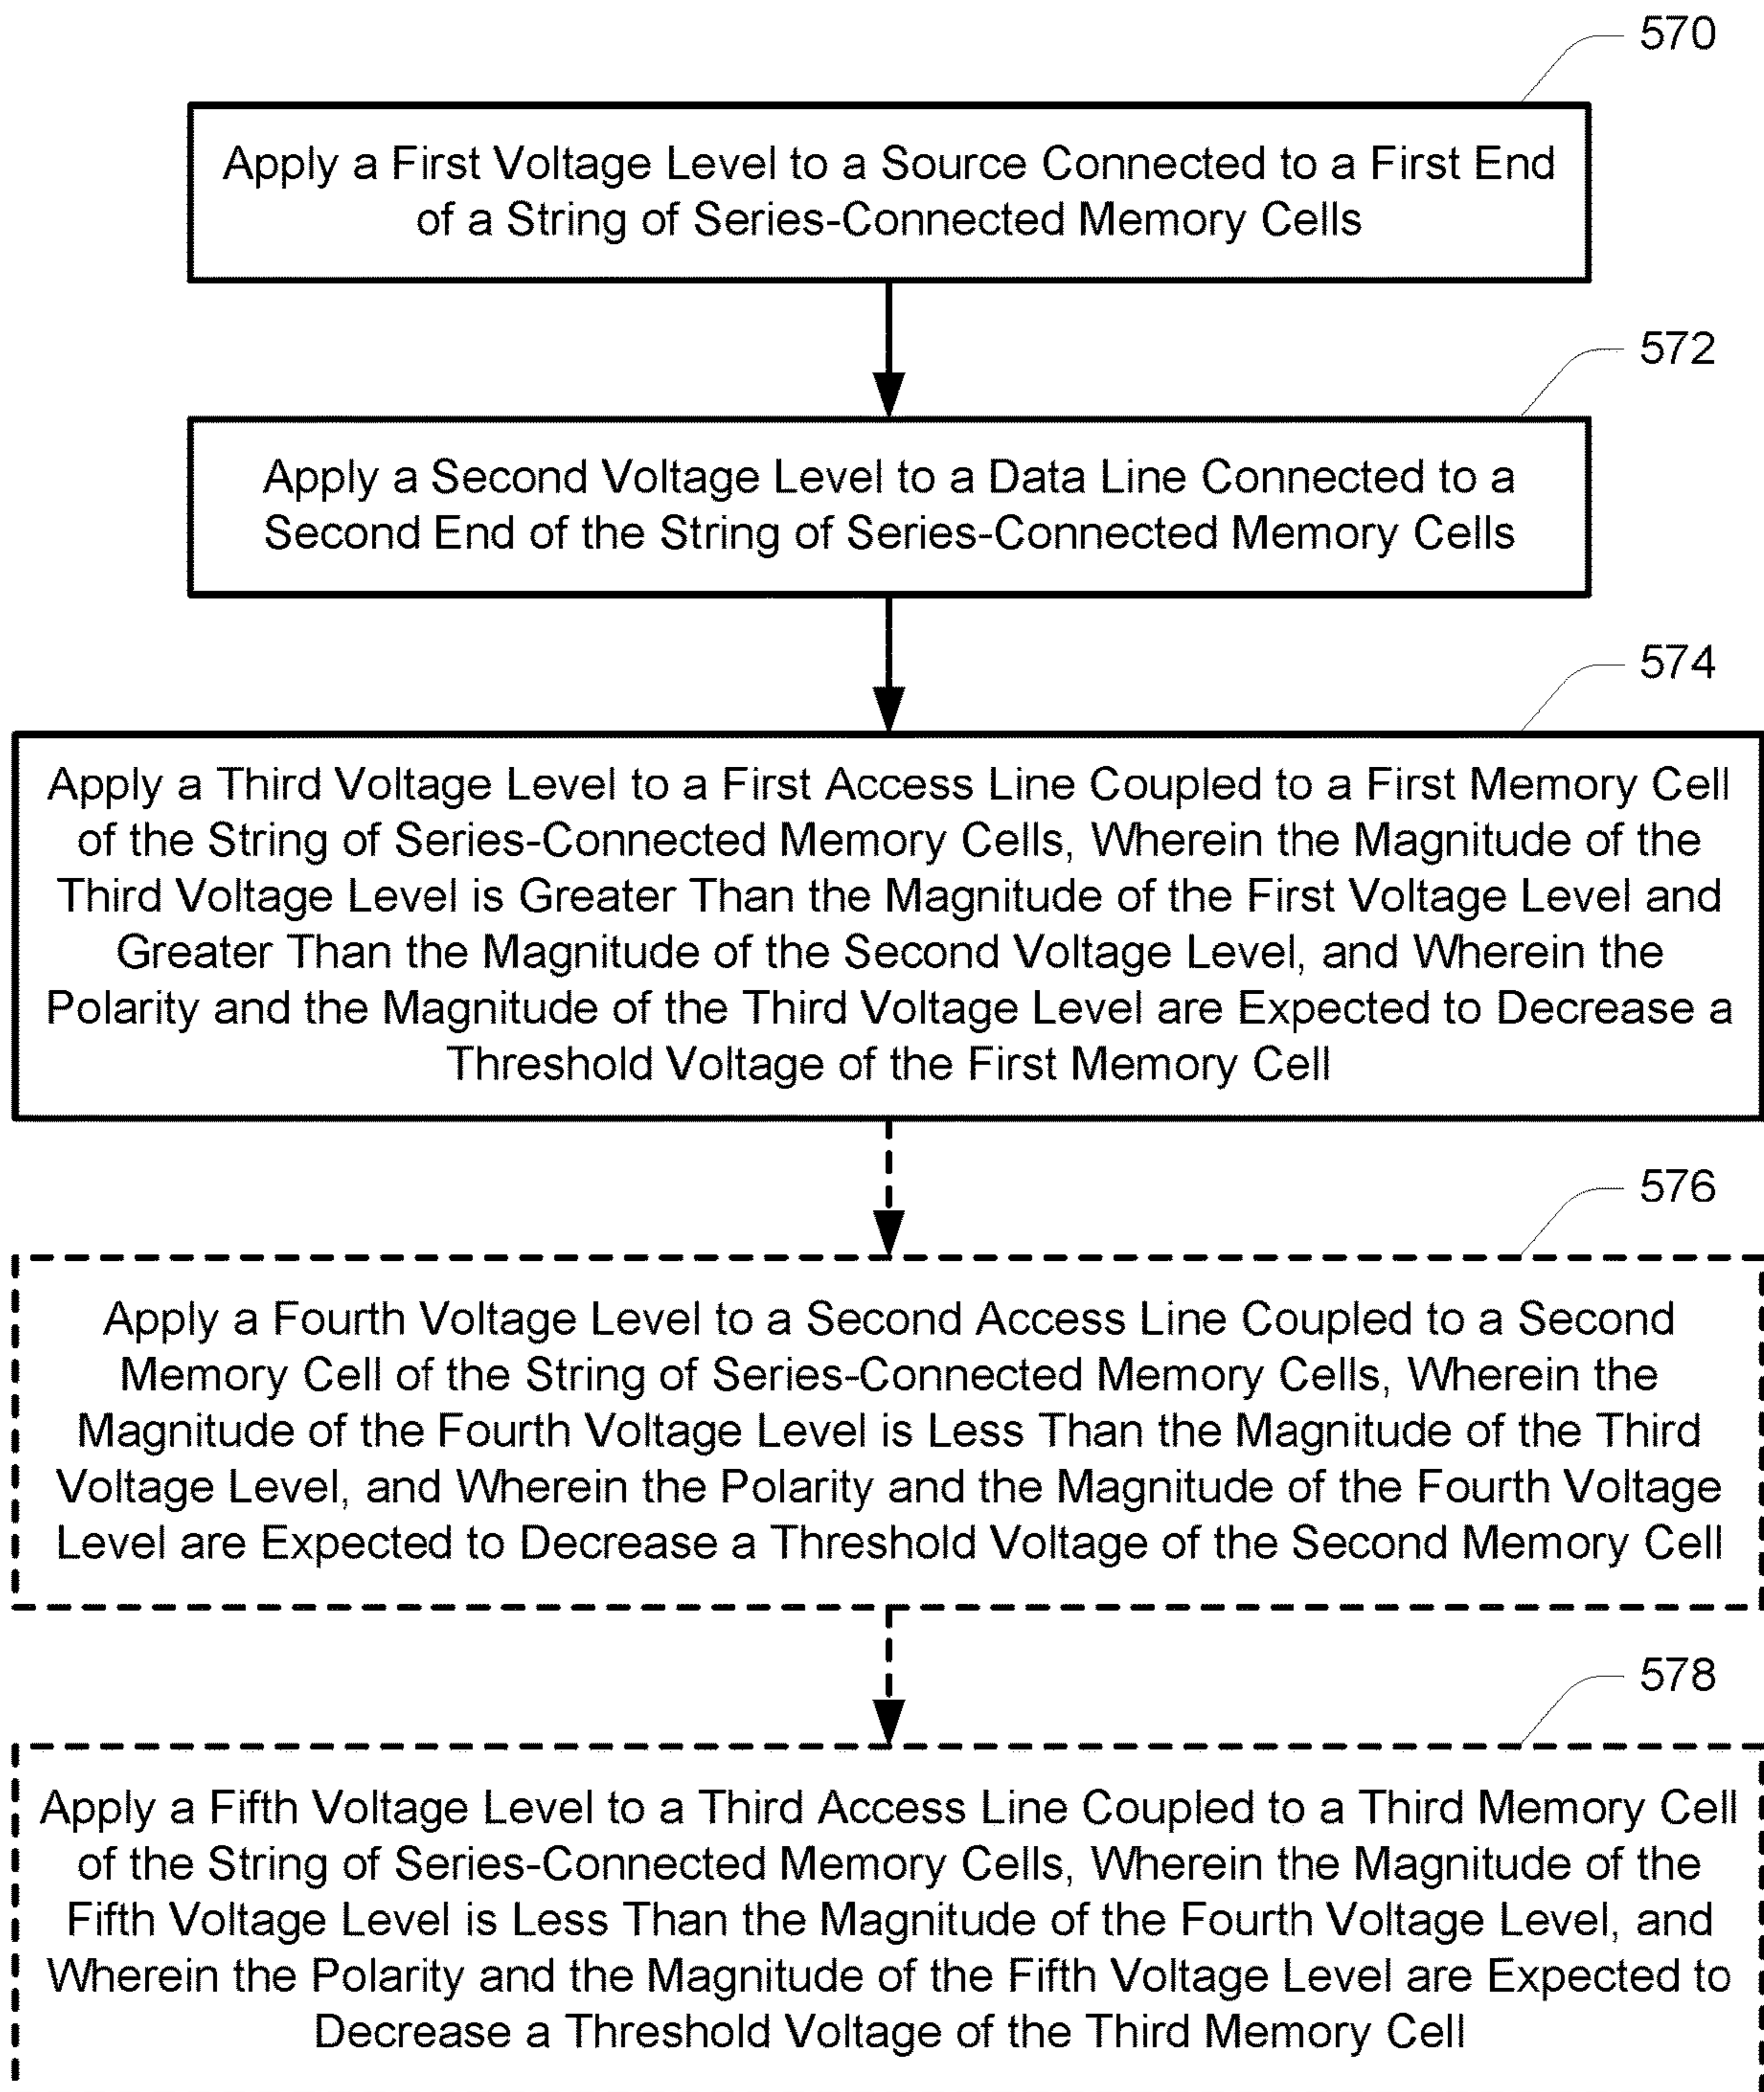 570
Apply a First Voltage Level to a Source Connected to a First End
of a String of Series-Connected Memory Cells
572
Apply a Second Voltage Level to a Data Line Connected to a
Second End of the String of Series-Connected Memory Cells
574
Apply a Third Voltage Level to a First Access Line Coupled to a First Memory Cell
of the String of Series-Connected Memory Cells, Wherein the Magnitude of the
Third Voltage Level is Greater Than the Magnitude of the First Voltage Level and
Greater Than the Magnitude of the Second Voltage Level, and Wherein the
Polarity and the Magnitude of the Third Voltage Level are Expected to Decrease a
Threshold Voltage of the First Memory Cell
576
Apply a Fourth Voltage Level to a Second Access Line Coupled to a Second
Memory Cell of the String of Series-Connected Memory Cells, Wherein the
Magnitude of the Fourth Voltage Level is Less Than the Magnitude of the Third
Voltage Level, and Wherein the Polarity and the Magnitude of the Fourth Voltage
Level are Expected to Decrease a Threshold Voltage of the Second Memory Cell
578
Apply a Fifth Voltage Level to a Third Access Line Coupled to a Third Memory Cell
of the String of Series-Connected Memory Cells, Wherein the Magnitude of the
Fifth Voltage Level is Less Than the Magnitude of the Fourth Voltage Level, and
Wherein the Polarity and the Magnitude of the Fifth Voltage Level are Expected to
Decrease a Threshold Voltage of the Third Memory Cell